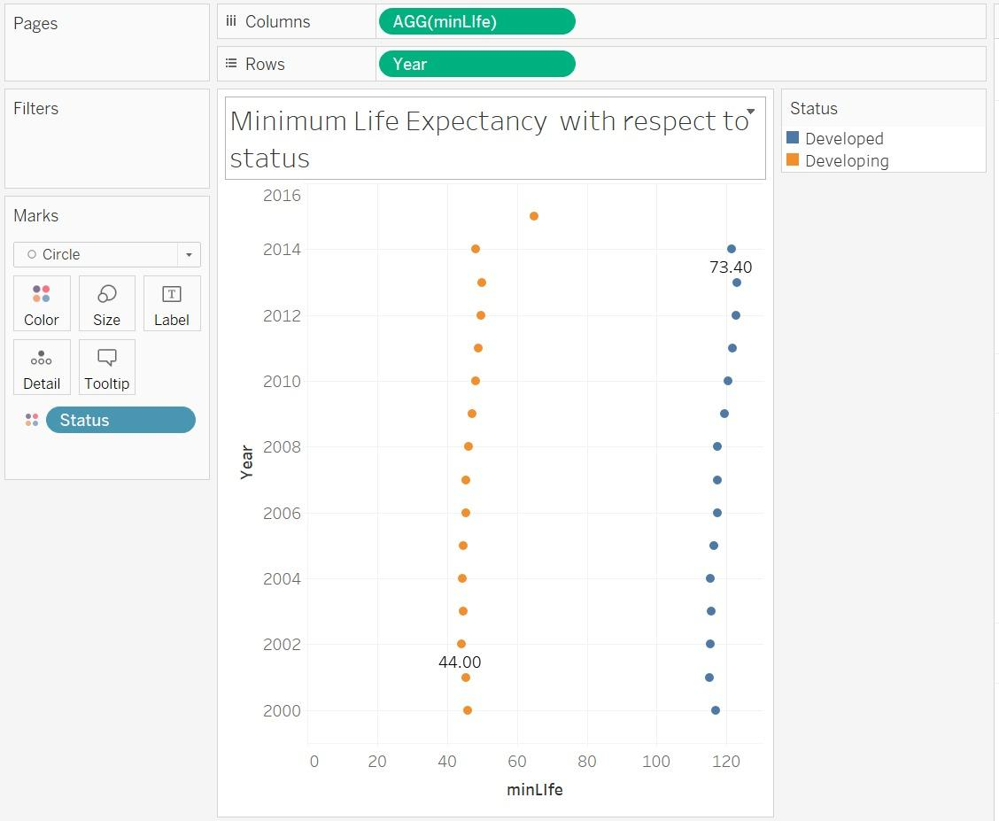 Pages
Columns
AGG(minLIfe)
Rows
Year
Filters
Marks
Circle
Color
Size
Label
Detail
Tooltip
Status
Minimum Life Expectancy  with respect to
status
2016
2014
73.40
2012
2010
2008
2006
2004
2002
44.00
2000
Year
0
20
40
60
80
100
120
minLIfe
Status
Developed
Developing